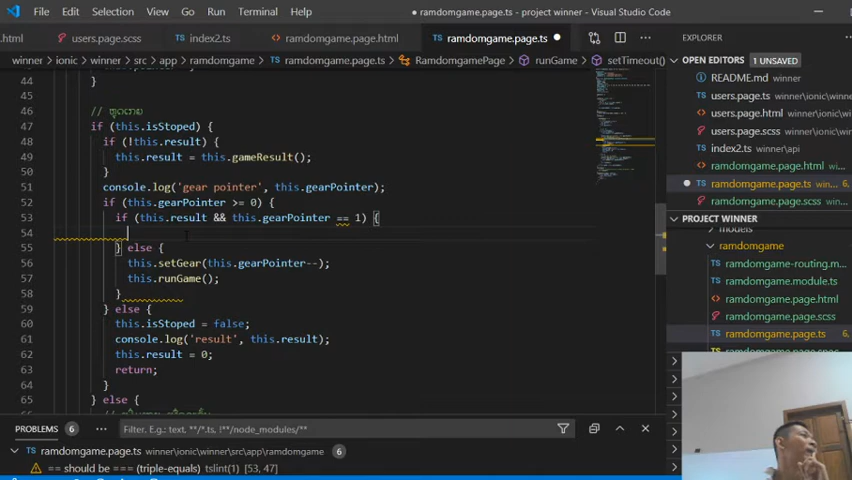 File Edit Selection View Go Run Terminal Help
ramdomgame.page.ts - project winner - Visual Studio Code
.html users.page.scss index2.ts ramdomgame.page.html ramdomgame.page.ts
winner > ionic > winner > src > app > ramdomgame > ramdomgame.page.ts > RamdomgamePage > runGame > setTimeout()
44 }
45
46 //
47 if (this.isStoped) {
48 if (!this.result) {
49 this.result = this.gameResult();
50 }
51 console.log('gear pointer', this.gearPointer);
52 if (this.gearPointer >= 0) {
53 if (this.result && this.gearPointer == 1) {
54
55 } else {
56 this.setGear(this.gearPointer--);
57 this.runGame();
58 }
59 } else {
60 this.isStoped = false;
61 console.log('result', this.result);
62 this.result = 0;
63 return;
64 }
65 } else {
EXPLORER
OPEN EDITORS 1 UNSAVED
README.md
users.page.ts winner\ionic\w...
users.page.html winner\ionic...
users.page.scss winner\ionic...
index2.ts winner\api
ramdomgame.page.html ...
ramdomgame.page.ts win... 6,
ramdomgame.page.scss ...
PROJECT WINNER
models
ramdomgame
ramdomgame-routing.m...
ramdomgame.module.ts
ramdomgame.page.html
ramdomgame.page.scss
ramdomgame.page.ts 6,
PROBLEMS 6 ...
Filter. E.g.: text, **/*.ts, !**/node_modules/**
ramdomgame.page.ts winner\ionic\winner\src\app\ramdomgame 6
== should be === (triple-equals) tslint(1) [53, 47]